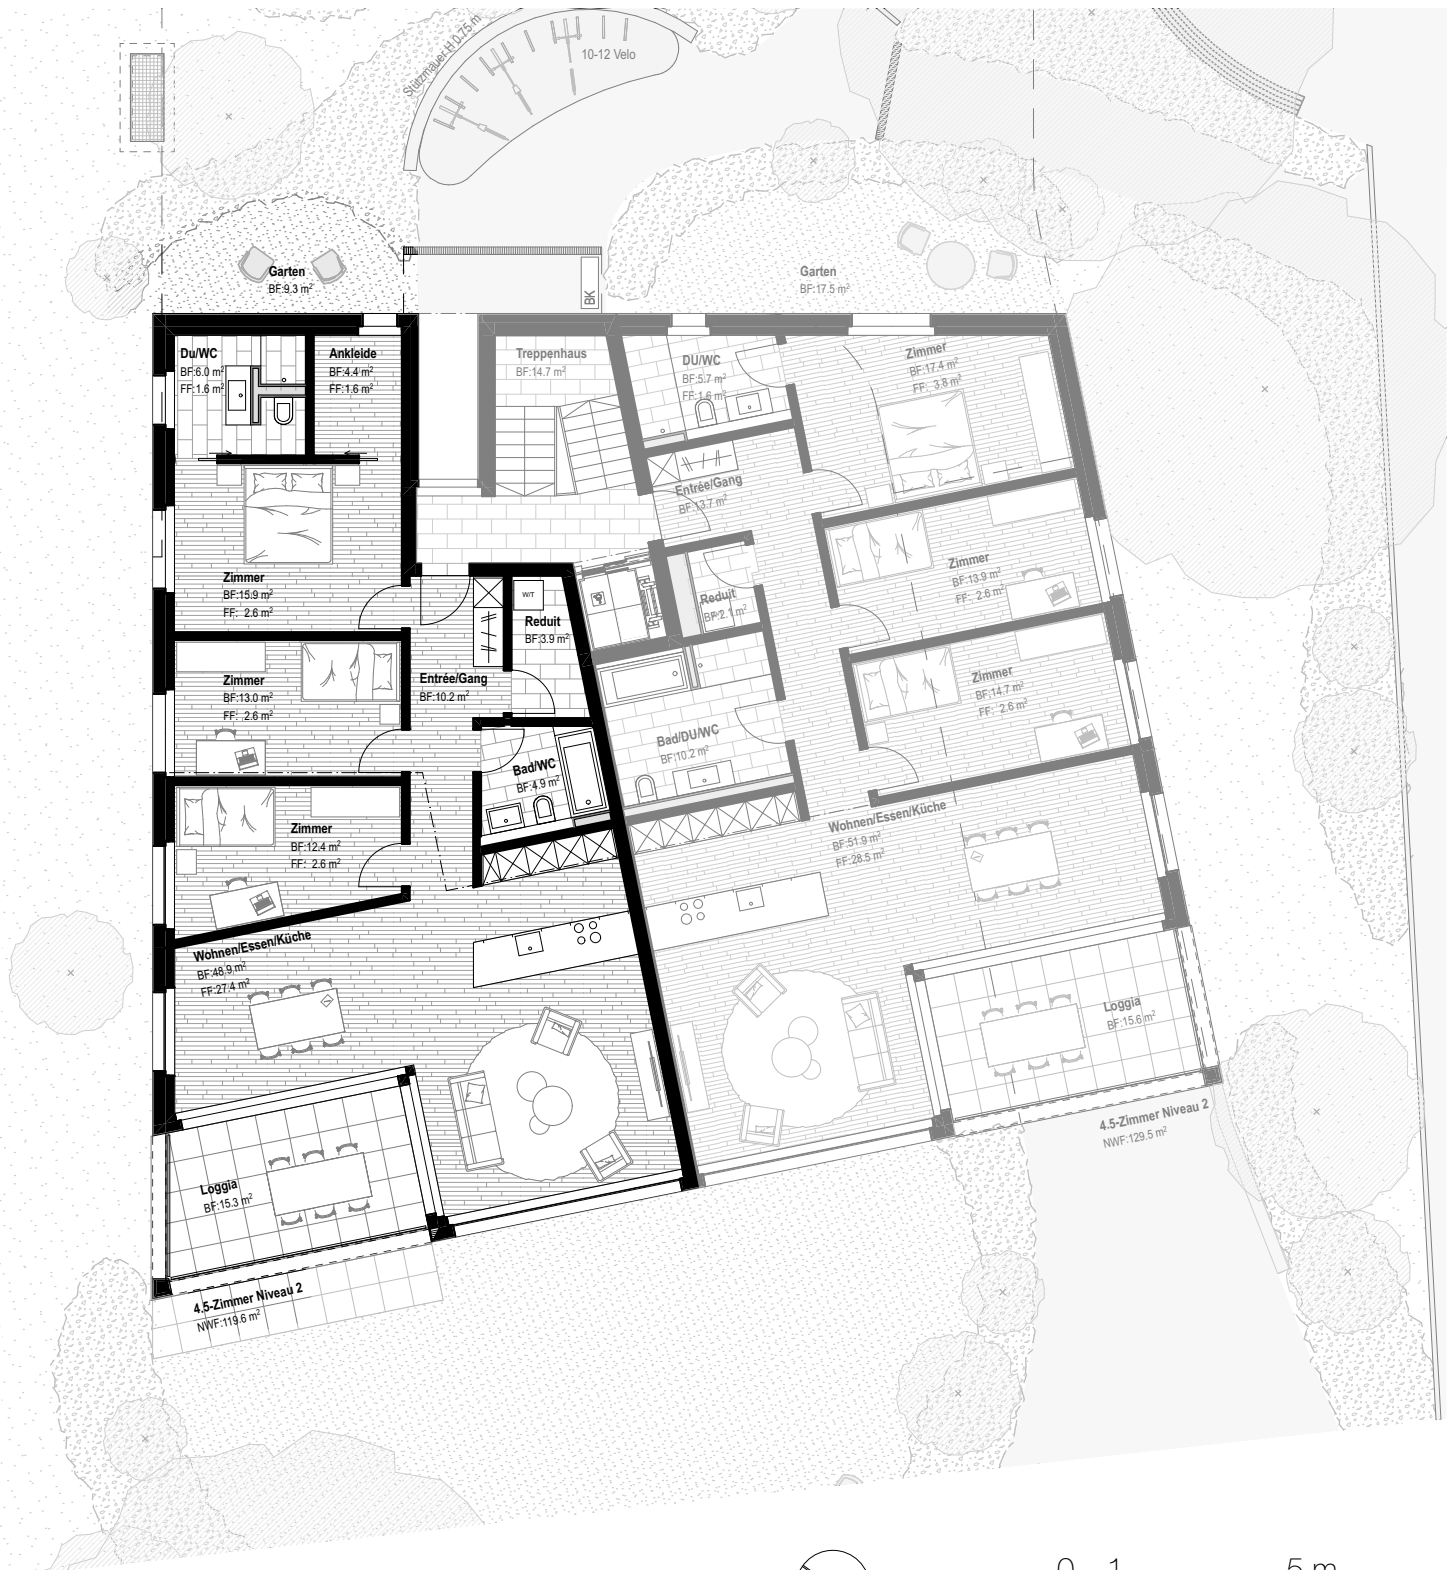 Stützmauer H 0.75 m
10-12 Velo
Garten
BF:9.3 m²
BK
Garten
BF:17.5 m²
Du/WC
BF:6.0 m²
FF:1.6 m²
Ankleide
BF:4.4 m²
FF:1.6 m²
Treppenhaus
BF:14.7 m²
DU/WC
BF:5.7 m²
FF:1.6 m²
Zimmer
BF:17.4 m²
FF: 3.8 m²
Entrée/Gang
BF:13.7 m²
Zimmer
BF:15.9 m²
FF: 2.6 m²
W/T
Reduit
BF:3.9 m²
Reduit
BF:2.1 m²
Zimmer
BF:13.9 m²
FF: 2.6 m²
Zimmer
BF:13.0 m²
FF: 2.6 m²
Entrée/Gang
BF:10.2 m²
Zimmer
BF:14.7 m²
FF: 2.6 m²
Bad/WC
BF:4.9 m²
Bad/DU/WC
BF:10.2 m²
Zimmer
BF:12.4 m²
FF: 2.6 m²
Wohnen/Essen/Küche
BF:51.9 m²
FF:28.5 m²
Wohnen/Essen/Küche
BF:48.9 m²
FF:27.4 m²
Loggia
BF:15.6 m²
4.5-Zimmer Niveau 2
NWF:129.5 m²
Loggia
BF:15.3 m²
4.5-Zimmer Niveau 2
NWF:119.6 m²
0 1 5 m